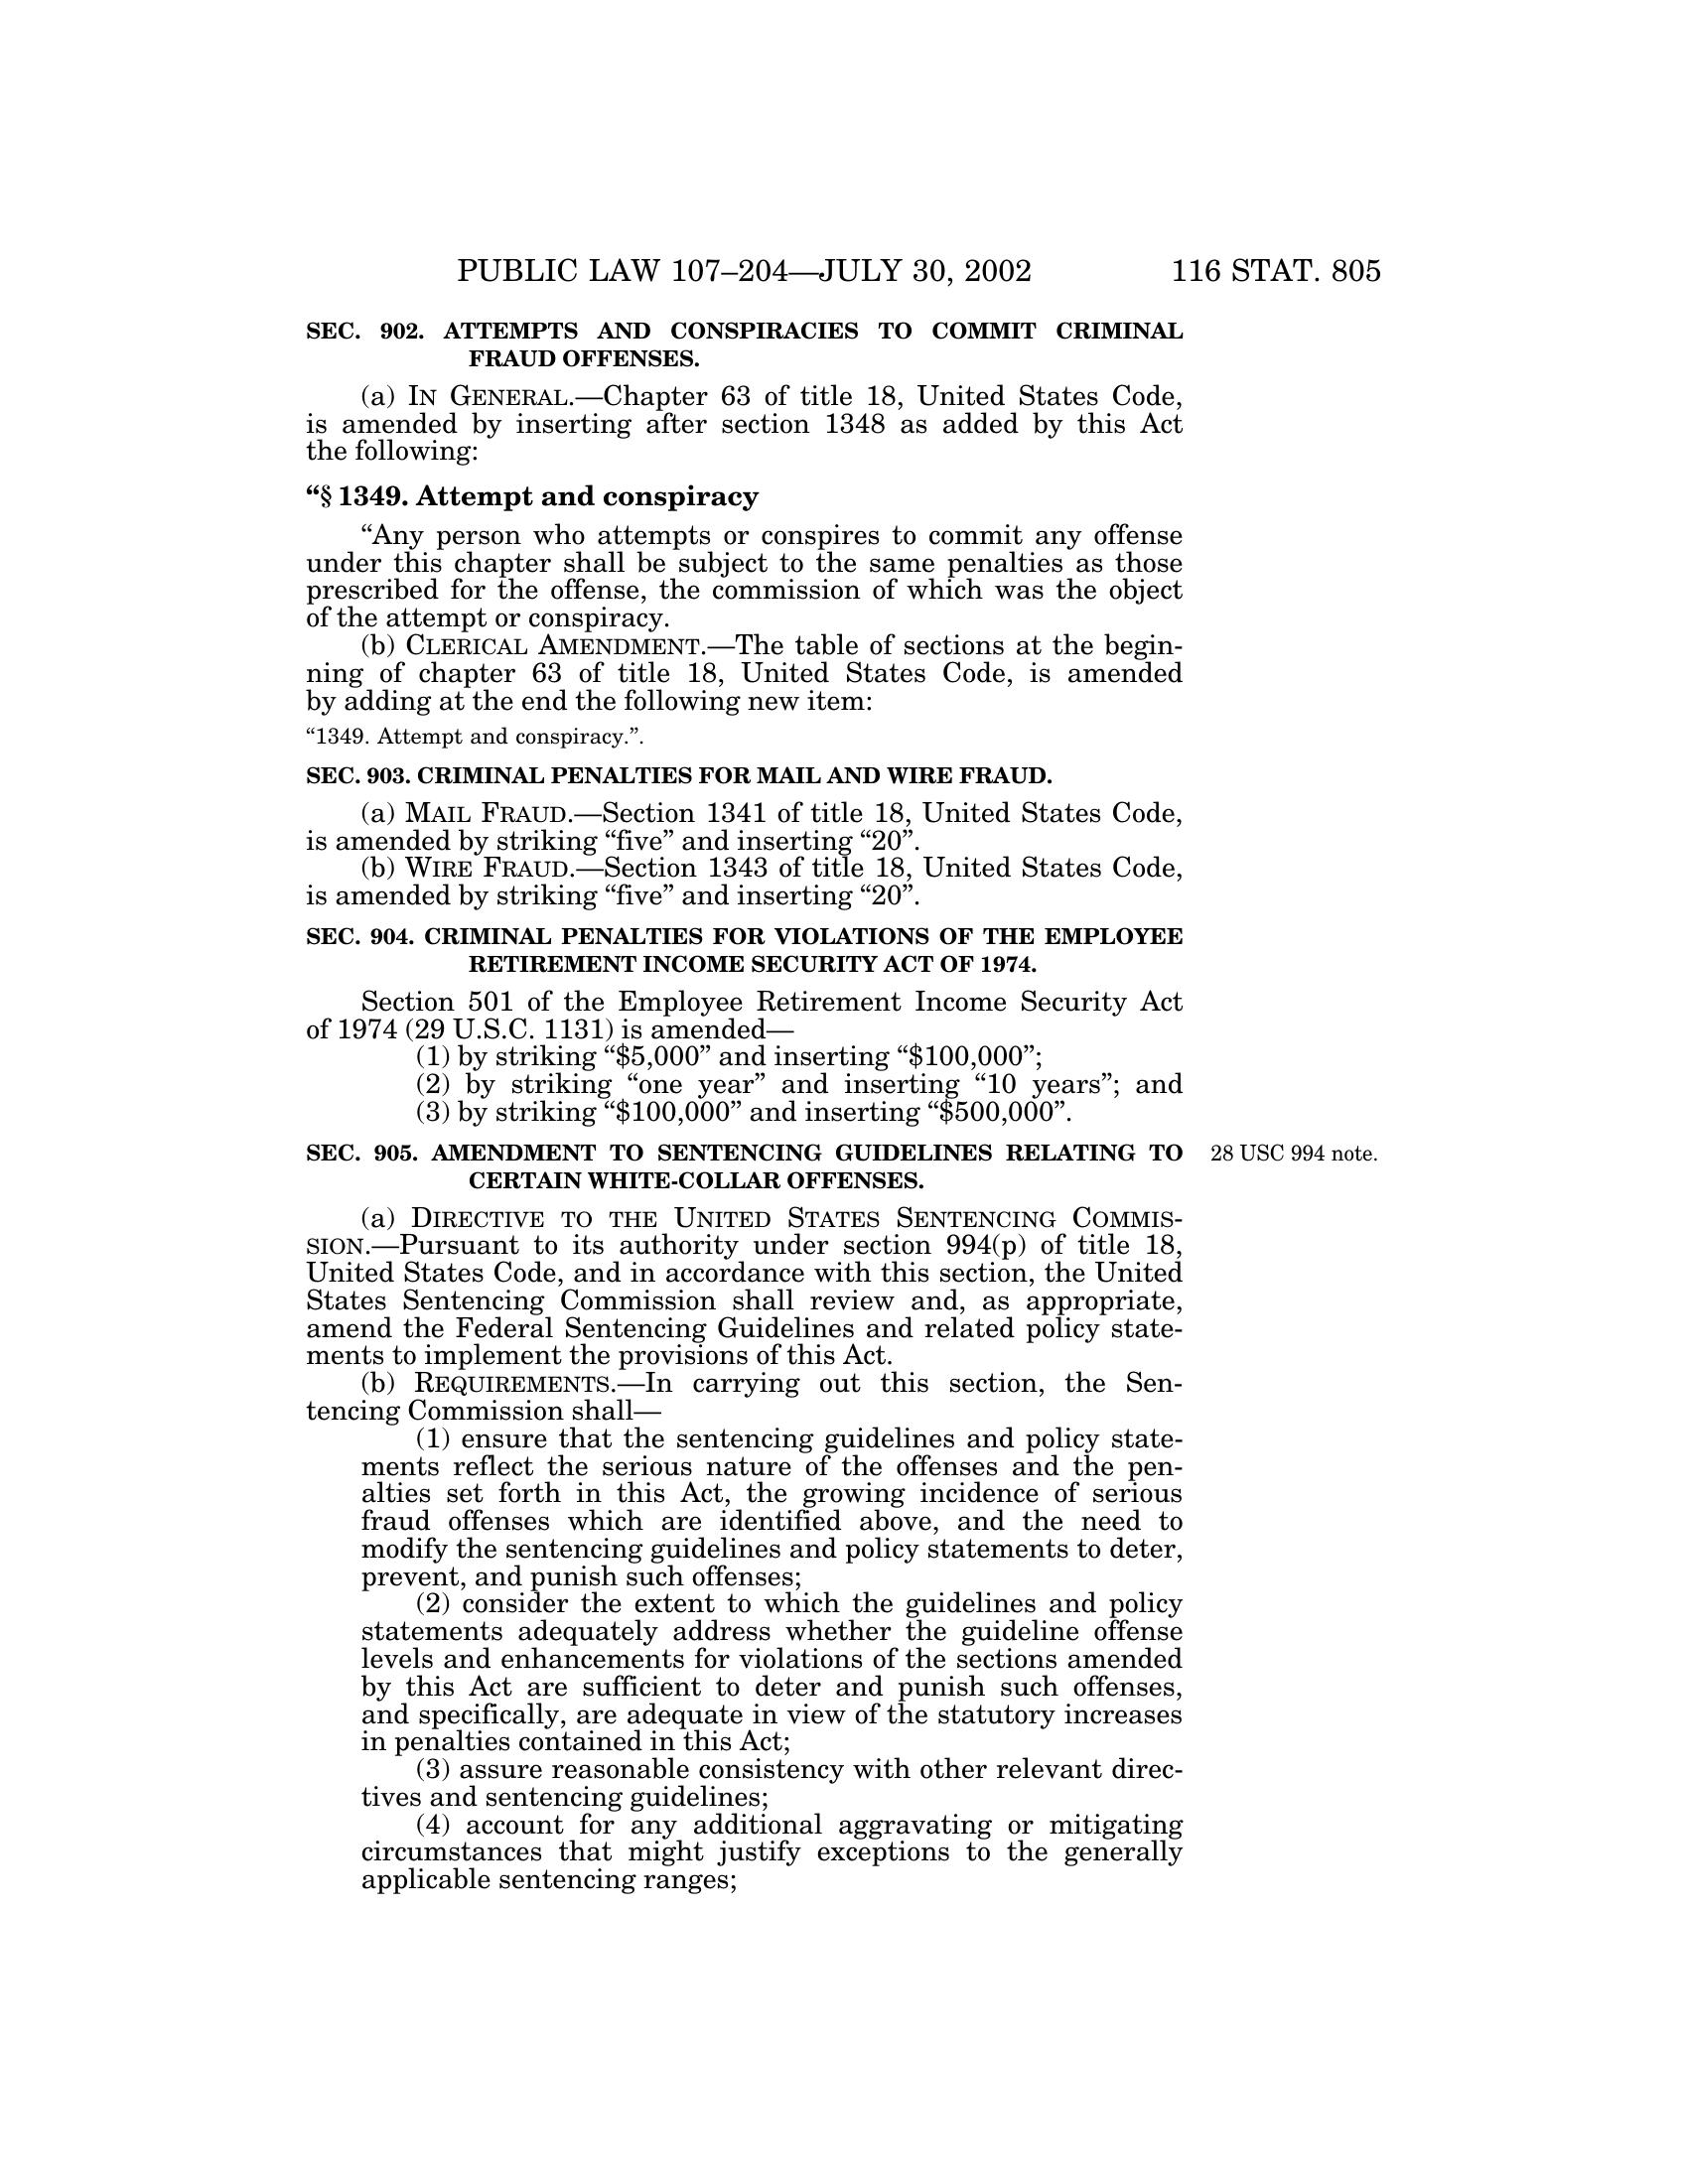 PUBLIC LAW 107–204—JULY 30, 2002 116 STAT. 805
SEC. 902. ATTEMPTS AND CONSPIRACIES TO COMMIT CRIMINAL
FRAUD OFFENSES.
(a) IN GENERAL.—Chapter 63 of title 18, United States Code,
is amended by inserting after section 1348 as added by this Act
the following:
“§ 1349. Attempt and conspiracy
“Any person who attempts or conspires to commit any offense
under this chapter shall be subject to the same penalties as those
prescribed for the offense, the commission of which was the object
of the attempt or conspiracy.
(b) CLERICAL AMENDMENT.—The table of sections at the begin-
ning of chapter 63 of title 18, United States Code, is amended
by adding at the end the following new item:
“1349. Attempt and conspiracy.”.
SEC. 903. CRIMINAL PENALTIES FOR MAIL AND WIRE FRAUD.
(a) MAIL FRAUD.—Section 1341 of title 18, United States Code,
is amended by striking “five” and inserting “20”.
(b) WIRE FRAUD.—Section 1343 of title 18, United States Code,
is amended by striking “five” and inserting “20”.
SEC. 904. CRIMINAL PENALTIES FOR VIOLATIONS OF THE EMPLOYEE
RETIREMENT INCOME SECURITY ACT OF 1974.
Section 501 of the Employee Retirement Income Security Act
of 1974 (29 U.S.C. 1131) is amended—
(1) by striking “$5,000” and inserting “$100,000”;
(2) by striking “one year” and inserting “10 years”; and
(3) by striking “$100,000” and inserting “$500,000”.
SEC. 905. AMENDMENT TO SENTENCING GUIDELINES RELATING TO
CERTAIN WHITE-COLLAR OFFENSES.
28 USC 994 note.
(a) DIRECTIVE TO THE UNITED STATES SENTENCING COMMIS-
SION.—Pursuant to its authority under section 994(p) of title 18,
United States Code, and in accordance with this section, the United
States Sentencing Commission shall review and, as appropriate,
amend the Federal Sentencing Guidelines and related policy state-
ments to implement the provisions of this Act.
(b) REQUIREMENTS.—In carrying out this section, the Sen-
tencing Commission shall—
(1) ensure that the sentencing guidelines and policy state-
ments reflect the serious nature of the offenses and the pen-
alties set forth in this Act, the growing incidence of serious
fraud offenses which are identified above, and the need to
modify the sentencing guidelines and policy statements to deter,
prevent, and punish such offenses;
(2) consider the extent to which the guidelines and policy
statements adequately address whether the guideline offense
levels and enhancements for violations of the sections amended
by this Act are sufficient to deter and punish such offenses,
and specifically, are adequate in view of the statutory increases
in penalties contained in this Act;
(3) assure reasonable consistency with other relevant direc-
tives and sentencing guidelines;
(4) account for any additional aggravating or mitigating
circumstances that might justify exceptions to the generally
applicable sentencing ranges;